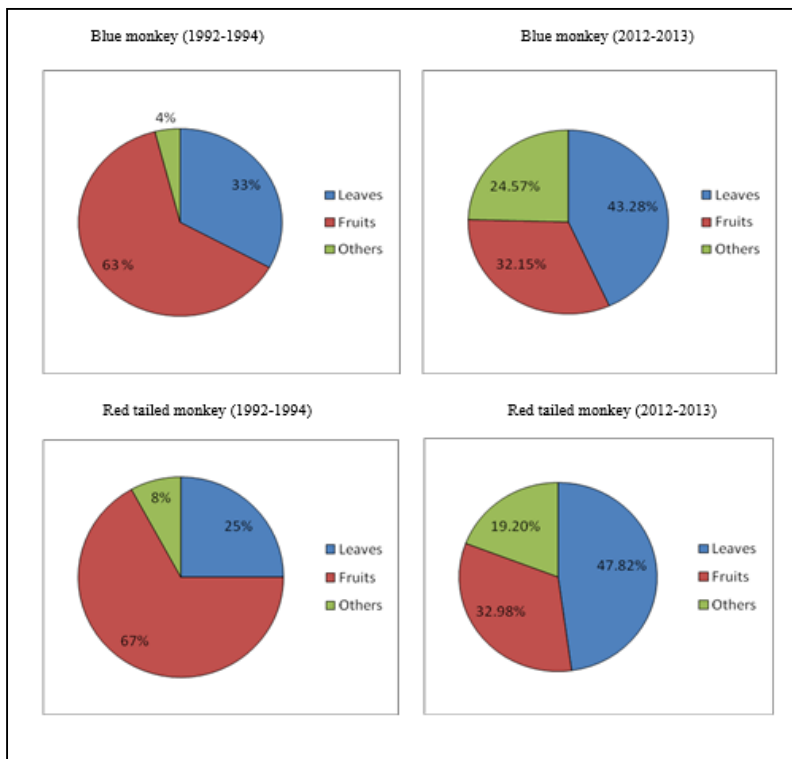 Blue monkey (1992-1994)
4%
33%
63%
Leaves
Fruits
Others
Blue monkey (2012-2013)
24.57%
43.28%
32.15%
Leaves
Fruits
Others
Red tailed monkey (1992-1994)
8%
25%
67%
Leaves
Fruits
Others
Red tailed monkey (2012-2013)
19.20%
47.82%
32.98%
Leaves
Fruits
Others